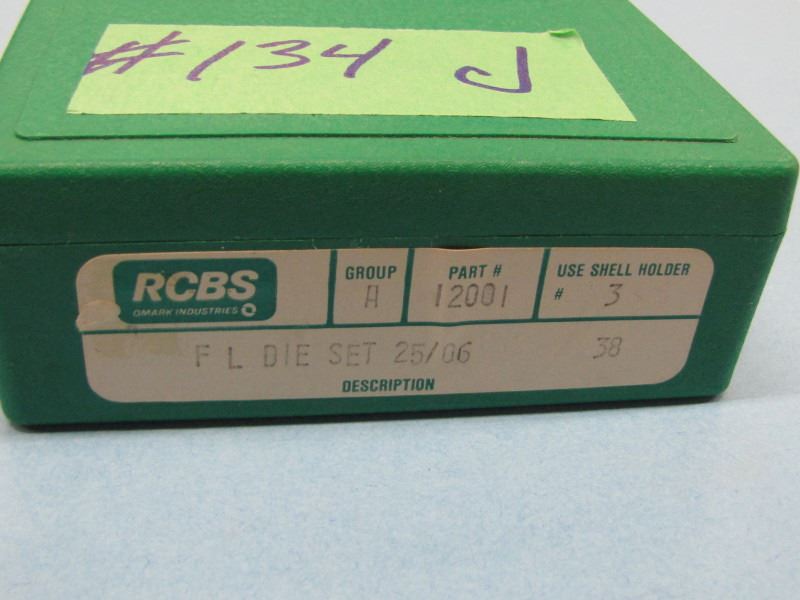 #134 J
RCBS
OMARK INDUSTRIES
GROUP
A
PART #
12001
USE SHELL HOLDER
# 3
F L DIE SET 25/06 38
DESCRIPTION